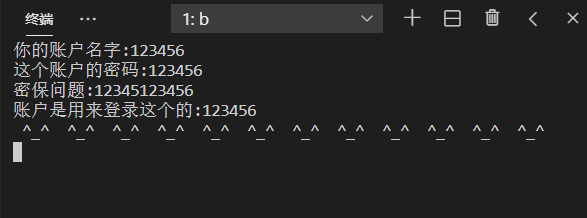 终端 ··· 1: b
你的账户名字:123456
这个账户的密码:123456
密保问题:12345123456
账户是用来登录这个的:123456
^_^ ^_^ ^_^ ^_^ ^_^ ^_^ ^_^ ^_^ ^_^ ^_^ ^_^ ^_^